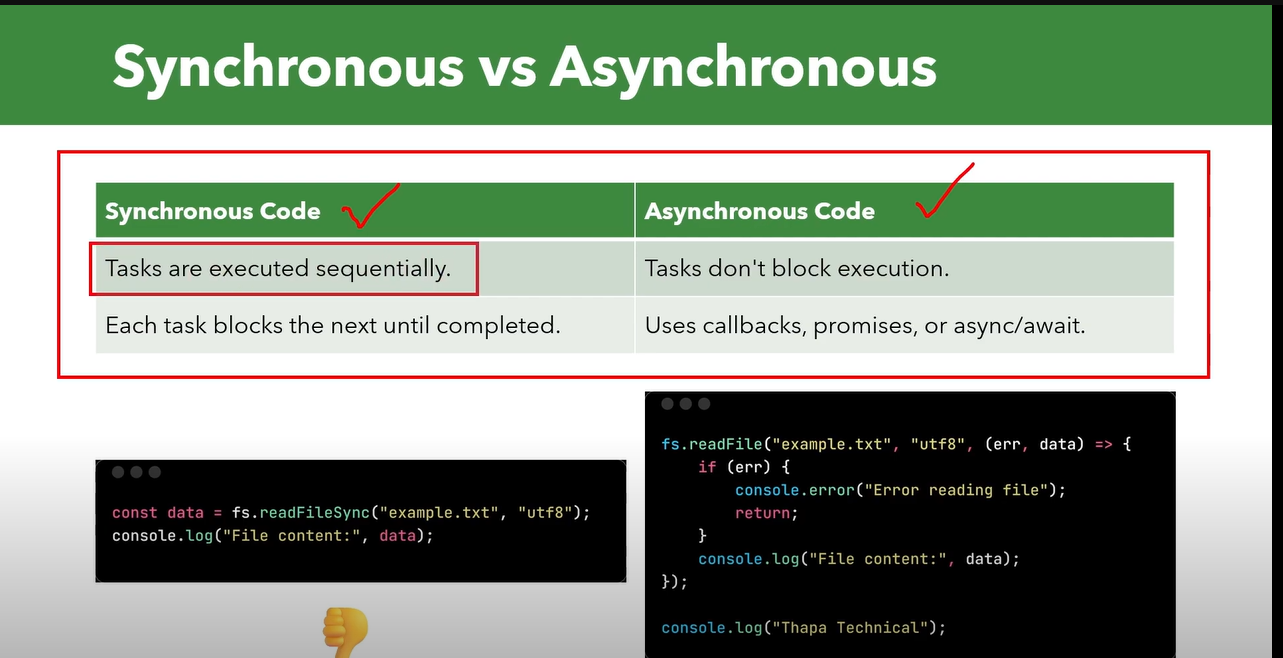 Synchronous vs Asynchronous
Synchronous Code
Asynchronous Code
Tasks are executed sequentially.
Tasks don't block execution.
Each task blocks the next until completed.
Uses callbacks, promises, or async/await.
const data = fs.readFileSync("example.txt", "utf8");
console.log("File content:", data);
fs.readFile("example.txt", "utf8", (err, data) => {
    if (err) {
        console.error("Error reading file");
        return;
    }
    console.log("File content:", data);
});
console.log("Thapa Technical");